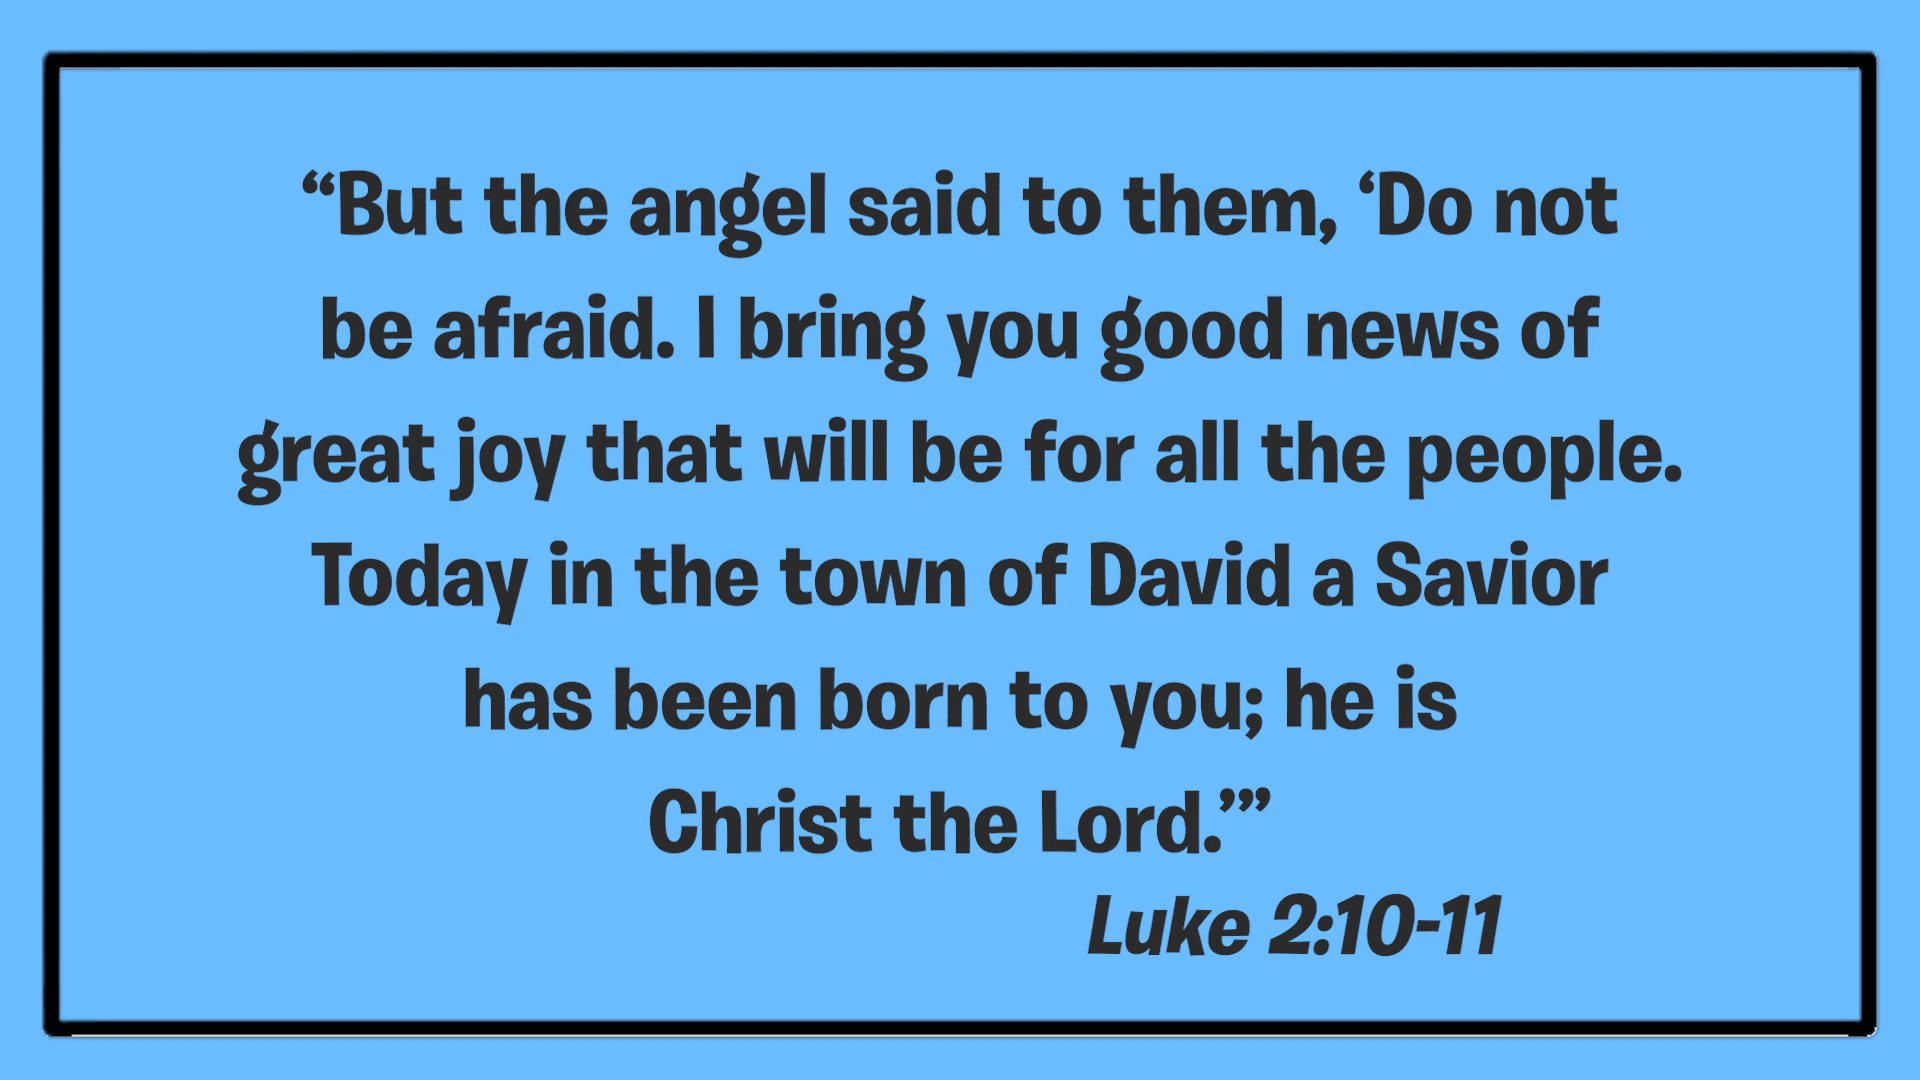 “But the angel said to them, ‘Do not
be afraid. I bring you good news of
great joy that will be for all the people.
Today in the town of David a Savior
has been born to you; he is
Christ the Lord.’”
Luke 2:10-11